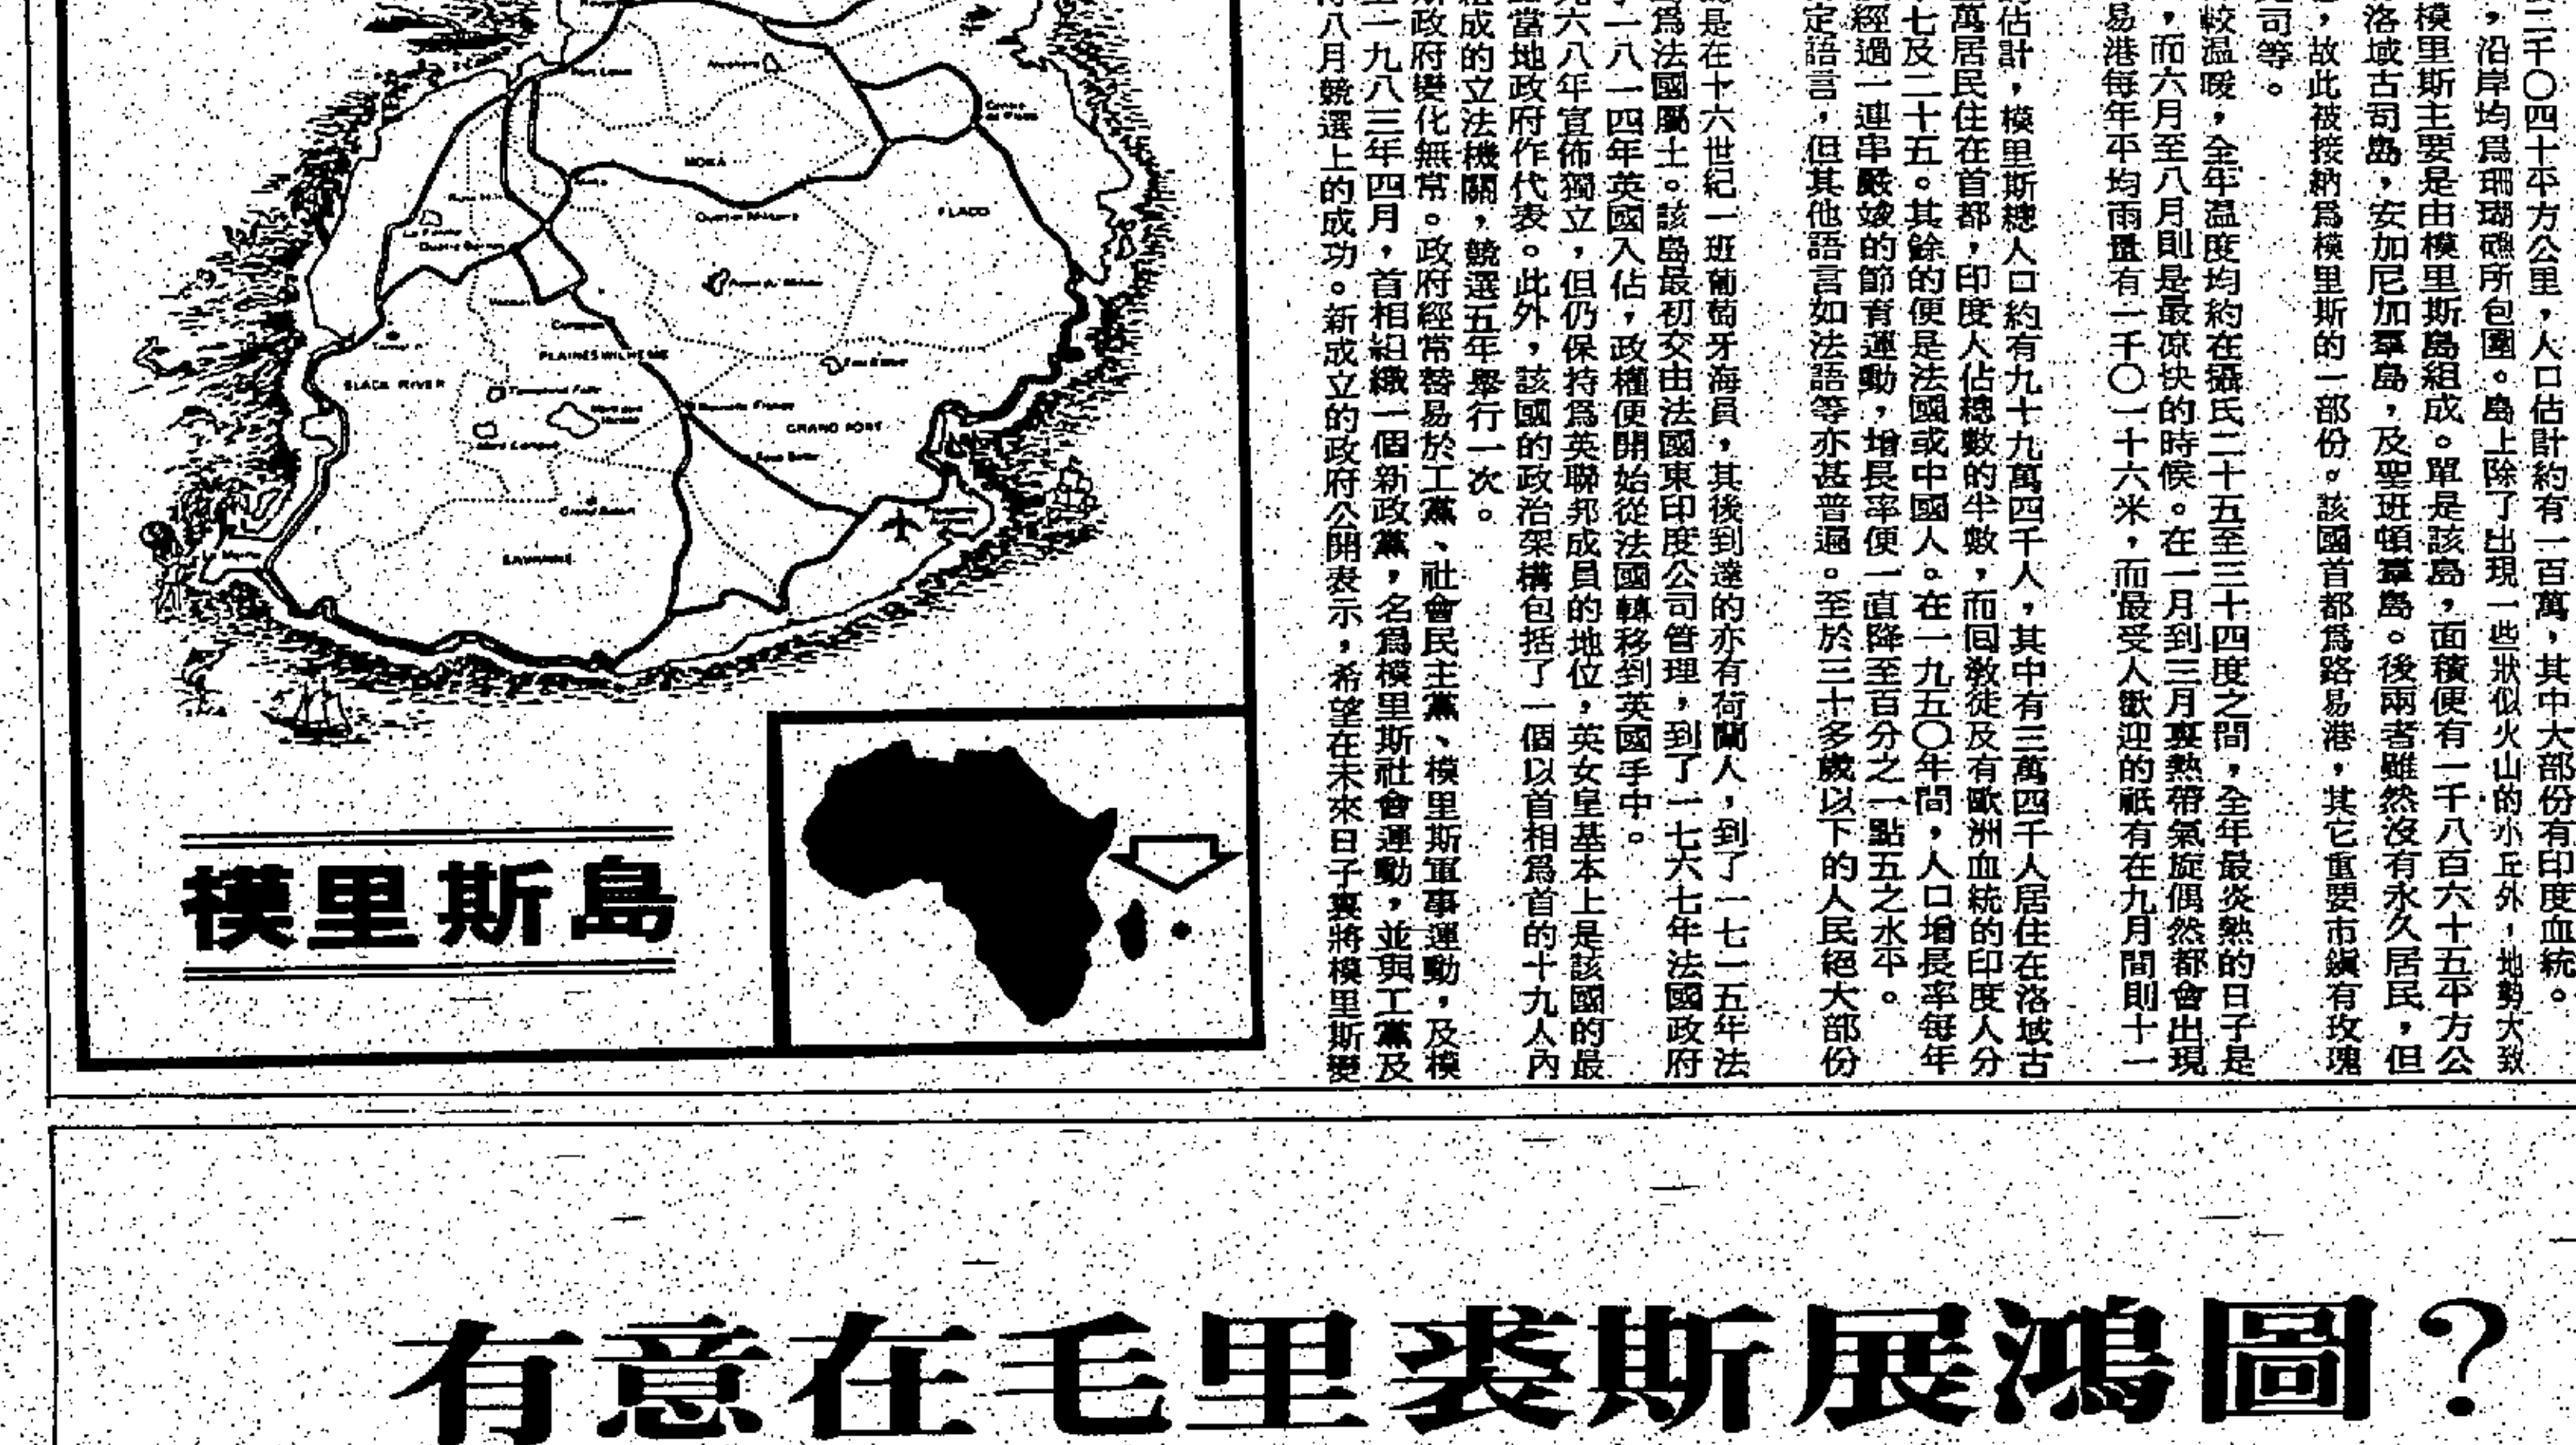 二千〇四十平方公里，人口估計約有一百萬，其中大部份有印度血統。
，沿岸均爲珊瑚礁所包圍。島上除了出現一些狀似火山的小丘外，地勢大致
模里斯主要是由模里斯島組成。單是該島，面積便有一千八百六十五平方公
洛域古司島，安加尼加羣島，及聖班頓羣島。後兩者雖然沒有永久居民，但
，故此被接納爲模里斯的一部份。該國首都爲路易港，其它重要市鎮有玫瑰
司等。
較温暖，全年温度均約在攝氏二十五至三十四度之間，全年最炎熱的日子是
，而六月至八月則是最凉快的時候。在一月到三月裏熱帶氣旋偶然都會出現
易港每年平均雨量有一千〇一十六米，而最受人歡迎的祇有在九月間則十一
估計，模里斯總人口約有九十九萬四千人，其中有三萬四千人居住在洛域古
萬居民住在首都，印度人佔總數的半數，而回教徒及有歐洲血統的印度人分
七及二十五。其餘的便是法國或中國人。在一九五〇年間，人口增長率每年
經過一連串嚴竣的節育運動，增長率便一直降至百分之一點五之水平。
定語言，但其他語言如法語等亦甚普遍。至於三十多歲以下的人民絕大部份
是在十六世紀一班葡萄牙海員，其後到達的亦有荷蘭人，到了一七一五年法
爲法國屬土。該島最初交由法國東印度公司管理，到了一七六七年法國政府
一八一四年英國入佔，政權便開始從法國轉移到英國手中。
六八年宣佈獨立，但仍保持爲英聯邦成員的地位，英女皇基本上是該國的最
當地政府作代表。此外，該國的政治架構包括了一個以首相爲首的十九人內
成的立法機關，競選五年舉行一次。
政府變化無常。政府經常替易於工黨、社會民主黨、模里斯軍事運動，及模
一九八三年四月，首相組織一個新政黨，名爲模里斯社會運動，並與工黨及
八月競選上的成功。新成立的政府公開表示，希望在未來日子裏將模里斯變
Port Louis
MOKA
Quartier Militaire
FLACQ
Quatre Bornes
Vacoas
Curepipe
PLAINES WILHEMS
BLACK RIVER
GRAND PORT
Rose Belle
Grand Bassin
SAVANNE
Le Morne
模里斯島
有意在毛里裘斯展鴻圖？